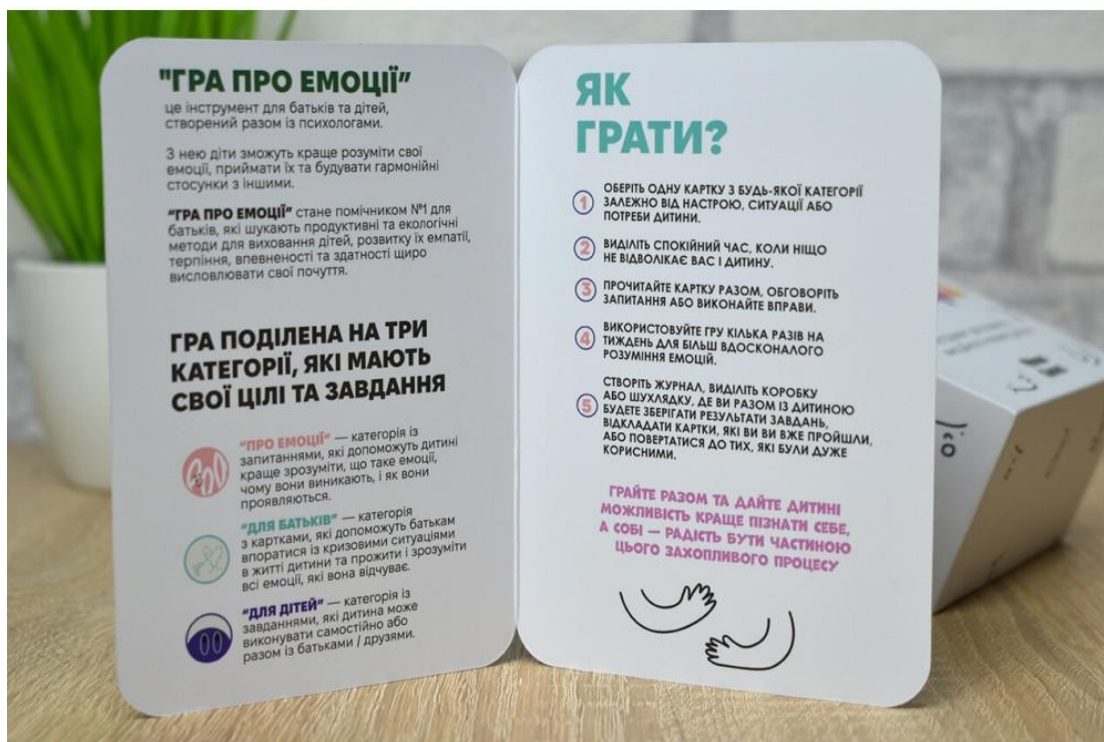 "ГРА ПРО ЕМОЦІЇ"
це інструмент для батьків та дітей,
створений разом із психологами.
З нею діти зможуть краще розуміти свої
емоції, приймати їх та будувати гармонійні
стосунки з іншими.
"ГРА ПРО ЕМОЦІЇ" стане помічником №1 для
батьків, які шукають продуктивні та екологічні
методи для виховання дітей, розвитку їх емпатії,
терпіння, впевненості та здатності щиро
висловлювати свої почуття.
ГРА ПОДІЛЕНА НА ТРИ
КАТЕГОРІЇ, ЯКІ МАЮТЬ
СВОЇ ЦІЛІ ТА ЗАВДАННЯ
"ПРО ЕМОЦІЇ" — категорія із
запитаннями, які допоможуть дитині
краще зрозуміти, що таке емоції,
чому вони виникають, і як вони
проявляються.
"ДЛЯ БАТЬКІВ" — категорія
з картками, які допоможуть батькам
впоратися із кризовими ситуаціями
в житті дитини та прожити і зрозуміти
всі емоції, які вона відчуває.
"ДЛЯ ДІТЕЙ" — категорія із
завданнями, які дитина може
виконувати самостійно або
разом із батьками / друзями.
ЯК
ГРАТИ?
1 ОБЕРІТЬ ОДНУ КАРТКУ З БУДЬ-ЯКОЇ КАТЕГОРІЇ
ЗАЛЕЖНО ВІД НАСТРОЮ, СИТУАЦІЇ АБО
ПОТРЕБИ ДИТИНИ.
2 ВИДІЛІТЬ СПОКІЙНИЙ ЧАС, КОЛИ НІЩО
НЕ ВІДВОЛІКАЄ ВАС І ДИТИНУ.
3 ПРОЧИТАЙТЕ КАРТКУ РАЗОМ, ОБГОВОРІТЬ
ЗАПИТАННЯ АБО ВИКОНАЙТЕ ВПРАВИ.
4 ВИКОРИСТОВУЙТЕ ГРУ КІЛЬКА РАЗІВ НА
ТИЖДЕНЬ ДЛЯ БІЛЬШ ВДОСКОНАЛОГО
РОЗУМІННЯ ЕМОЦІЙ.
5 СТВОРІТЬ ЖУРНАЛ, ВИДІЛІТЬ КОРОБКУ
АБО ШУХЛЯДКУ, ДЕ ВИ РАЗОМ ІЗ ДИТИНОЮ
БУДЕТЕ ЗБЕРІГАТИ РЕЗУЛЬТАТИ ЗАВДАНЬ,
ВІДКЛАДАТИ КАРТКИ, ЯКІ ВИ ВИ ВЖЕ ПРОЙШЛИ,
АБО ПОВЕРТАТИСЯ ДО ТИХ, ЯКІ БУЛИ ДУЖЕ
КОРИСНИМИ.
ГРАЙТЕ РАЗОМ ТА ДАЙТЕ ДИТИНІ
МОЖЛИВІСТЬ КРАЩЕ ПІЗНАТИ СЕБЕ,
А СОБІ — РАДІСТЬ БУТИ ЧАСТИНОЮ
ЦЬОГО ЗАХОПЛИВОГО ПРОЦЕСУ